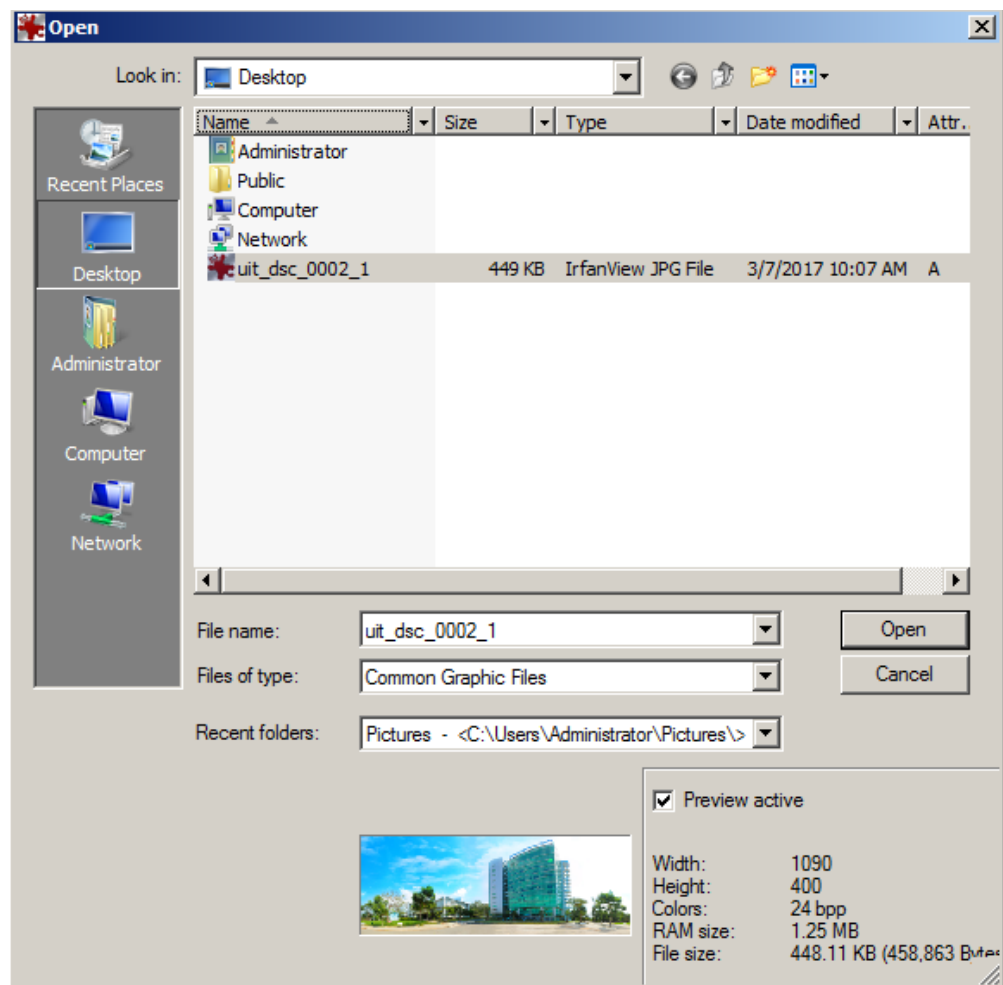 Open
Look in: Desktop
Name Size Type Date modified Attr.
Administrator
Public
Computer
Network
uit_dsc_0002_1 449 KB IrfanView JPG File 3/7/2017 10:07 AM A
Recent Places
Desktop
Administrator
Computer
Network
File name: uit_dsc_0002_1 Open
Files of type: Common Graphic Files Cancel
Recent folders: Pictures - <C:\Users\Administrator\Pictures\>
Preview active
Width: 1090
Height: 400
Colors: 24 bpp
RAM size: 1.25 MB
File size: 448.11 KB (458,863 Bytes